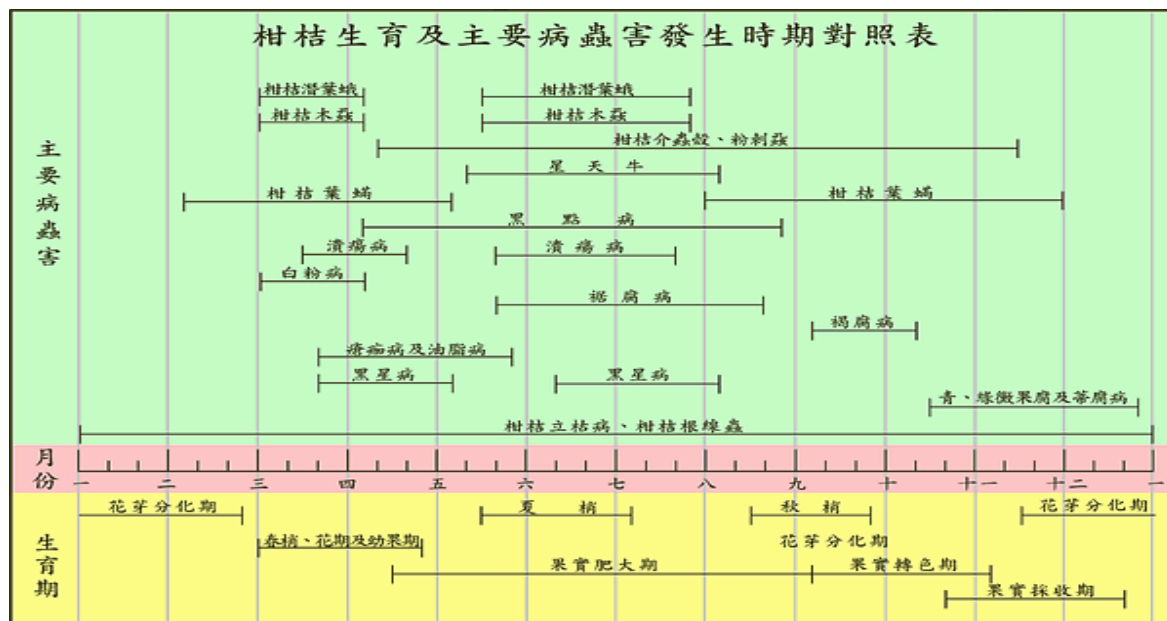 柑桔生育及主要病蟲害發生時期對照表
主要病蟲害
柑桔潛葉蛾 柑桔潛葉蛾
柑桔木蝨 柑桔木蝨
柑桔介蟲殼、粉刺蝨
星天牛
柑桔葉蟎 柑桔葉蟎
黑點病
潰瘍病 潰瘍病
白粉病
裾腐病
褐腐病
瘡痂病及油脂病
黑星病 黑星病
青、綠黴果腐及蒂腐病
柑桔立枯病、柑桔根線蟲
月份
一 二 三 四 五 六 七 八 九 十 十一 十二 一
生育期
花芽分化期 夏梢 秋梢 花芽分化期
春梢、花期及幼果期 花芽分化期
果實肥大期 果實轉色期
果實採收期